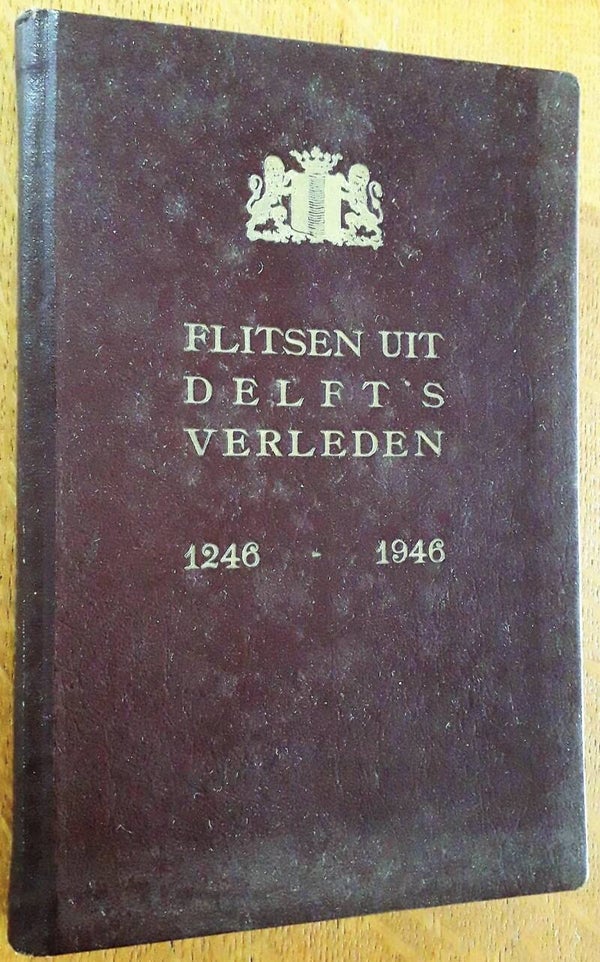 FLITSEN UIT
DELFT'S
VERLEDEN
1246 - 1946